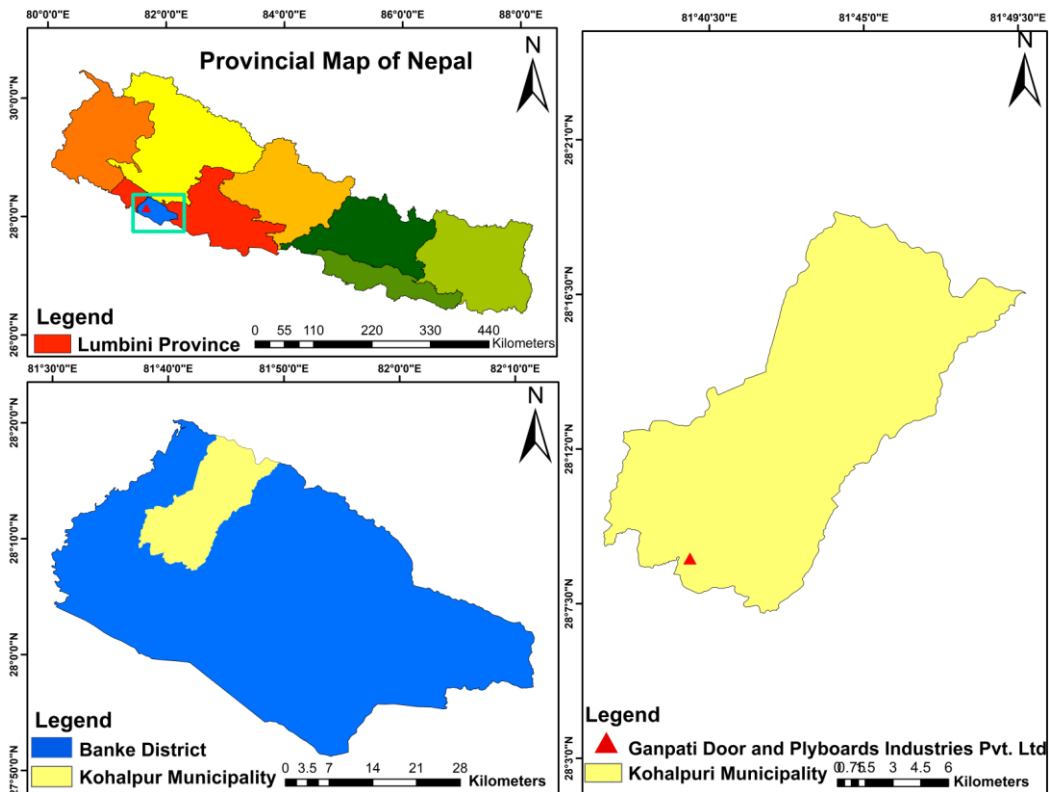 80°0'0"N 82°0'0"N 84°0'0"N 86°0'0"N 88°0'0"N
Provincial Map of Nepal
N
30°0'0"N
28°0'0"N
26°0'0"N
Legend
Lumbini Province
0 55 110 220 330 440
Kilometers
81°30'0"N 81°40'0"N 81°50'0"N 82°0'0"N 82°10'0"N
N
28°20'0"N
28°10'0"N
28°0'0"N
27°50'0"N
Legend
Banke District
Kohalpur Municipality
0 3.5 7 14 21 28
Kilometers
81°40'30"N 81°45'0"N 81°49'30"N
N
28°21'0"N
28°16'30"N
28°12'0"N
28°7'30"N
28°3'0"N
Legend
Ganpati Door and Plyboards Industries Pvt. Ltd
Kohalpuri Municipality
0 0.75 1.5 3 4.5 6
Kilometers